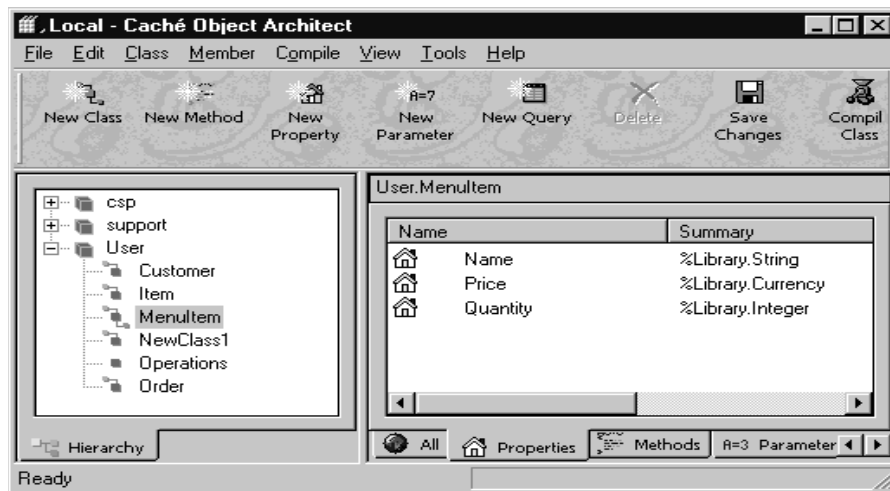 , Local - Caché Object Architect
File Edit Class Member Compile View Tools Help
New Class New Method New Property A=7 New Parameter New Query Delete Save Changes Compil Class
User.MenuItem
csp
support
User
Customer
Item
MenuItem
NewClass1
Operations
Order
Hierarchy
Name Summary
Name %Library.String
Price %Library.Currency
Quantity %Library.Integer
All Properties Methods A=3 Parameter
Ready